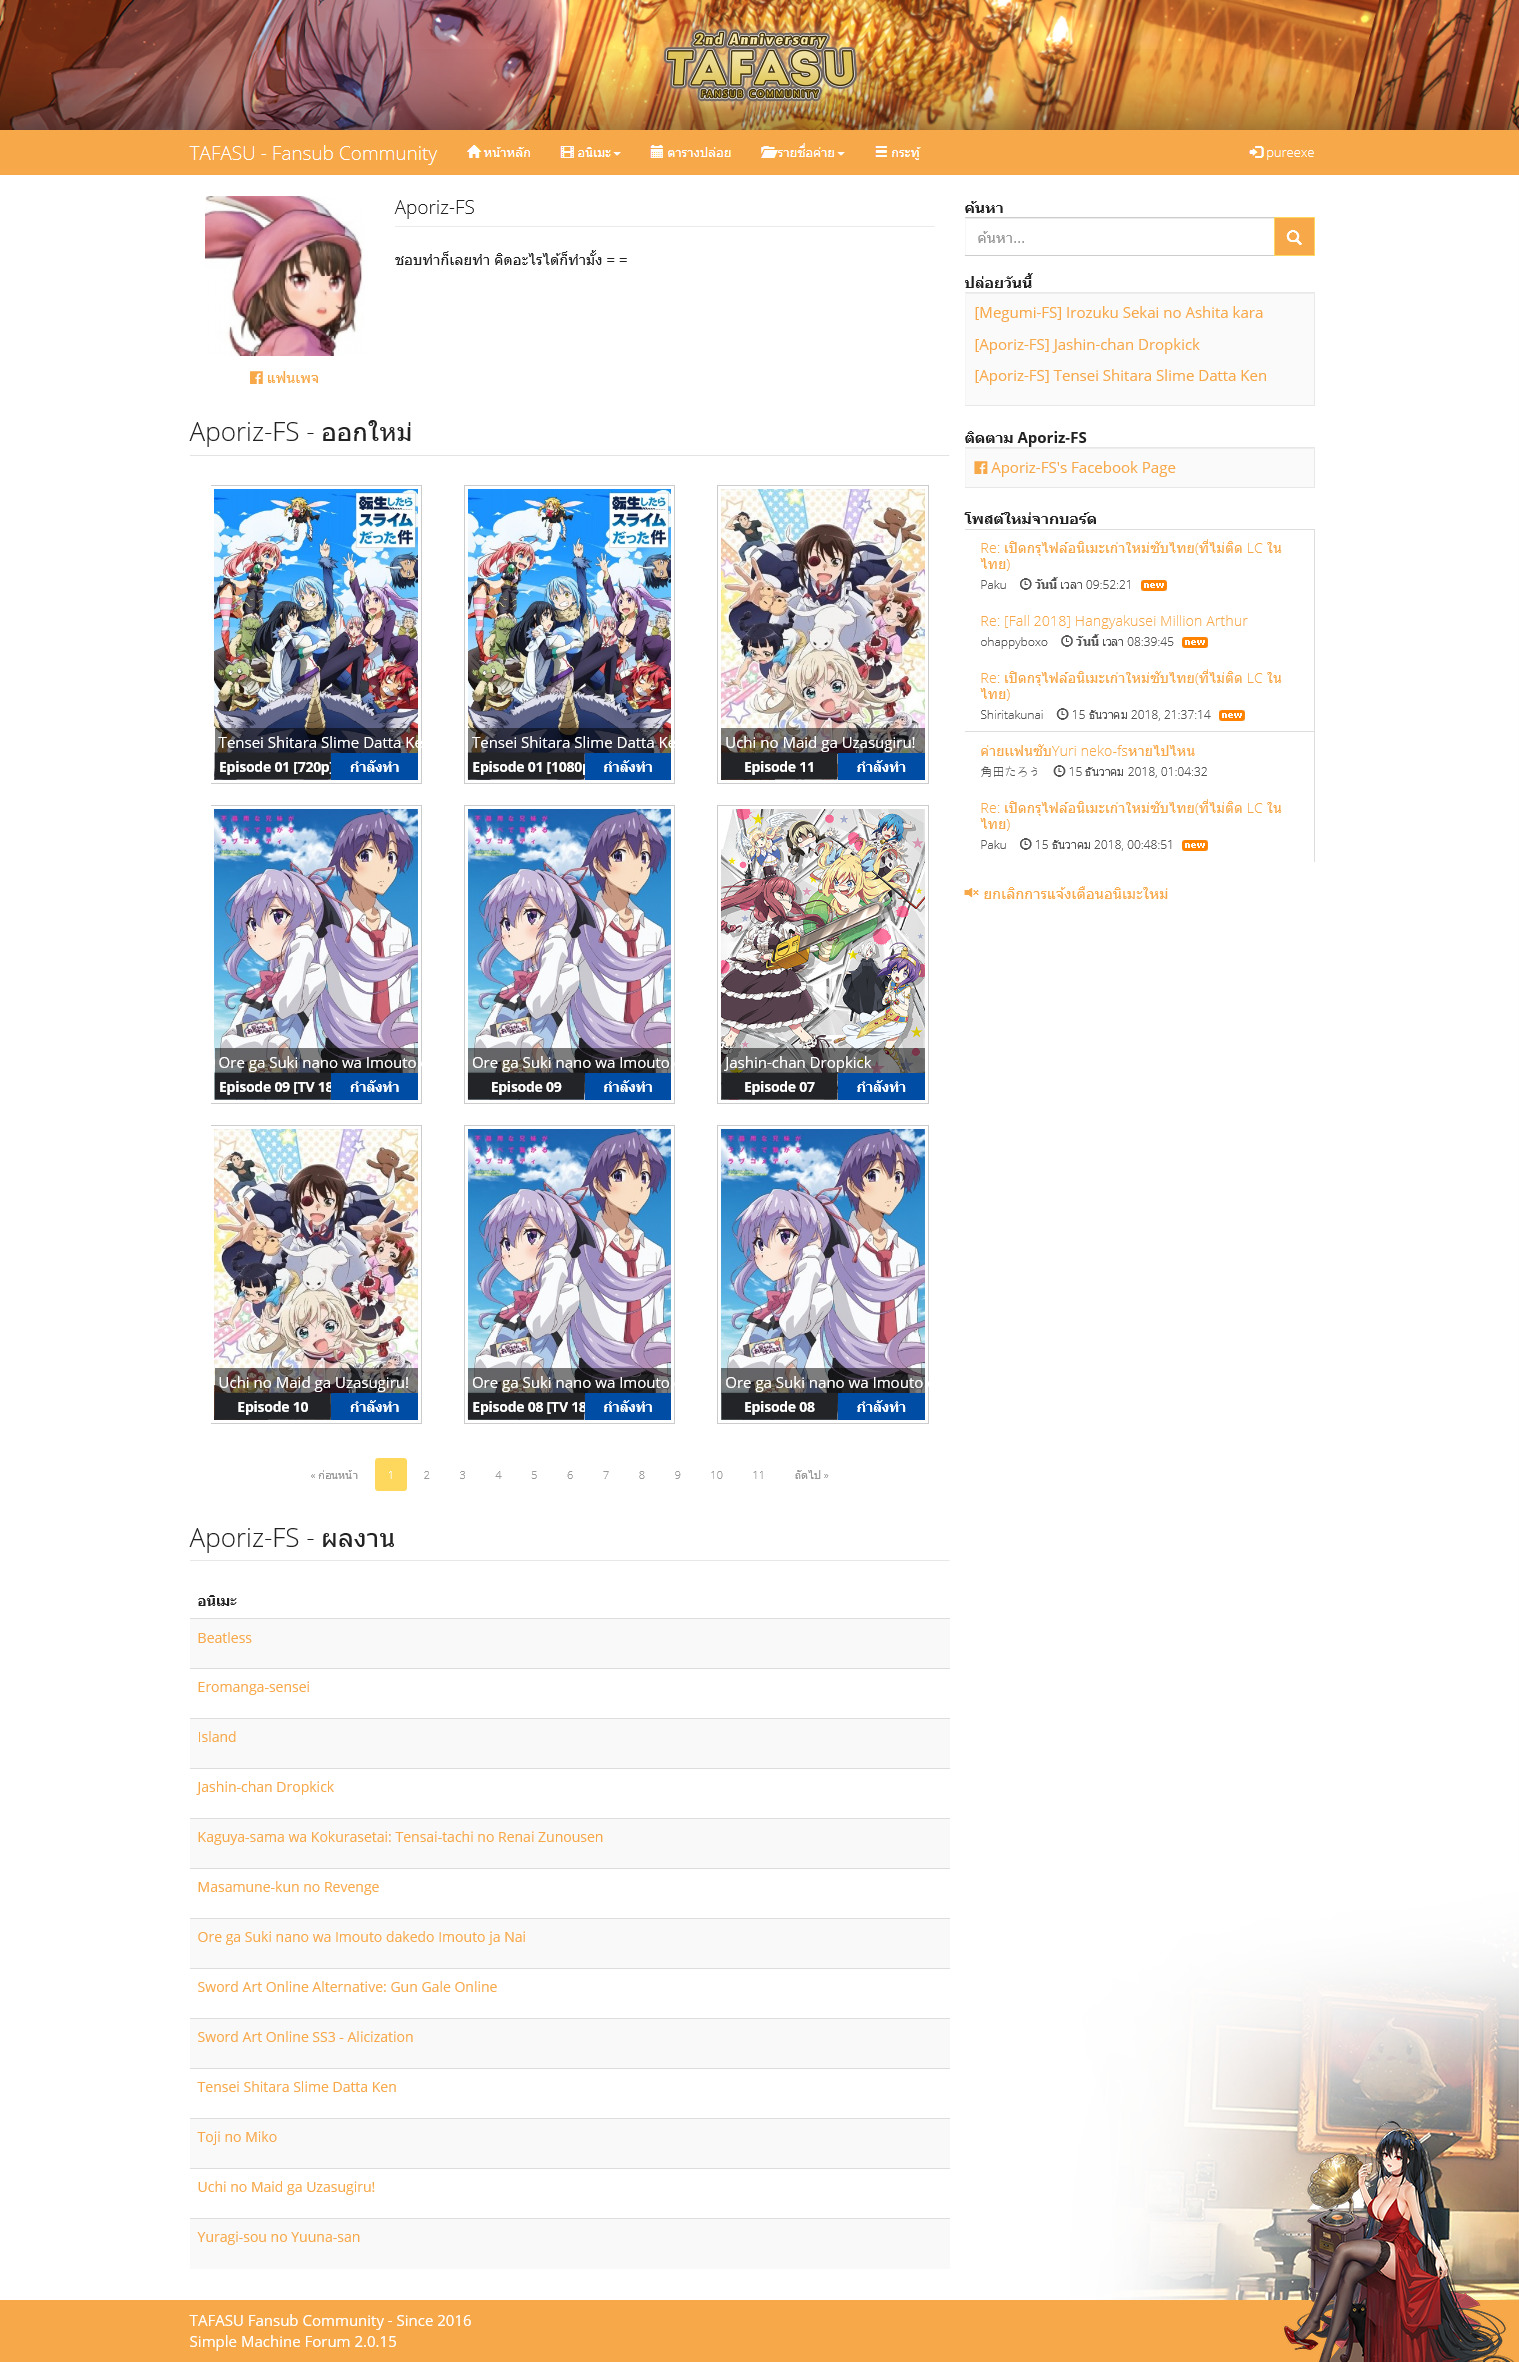 2nd Anniversary
TAFASU
FANSUB COMMUNITY
TAFASU - Fansub Community
หน้าหลัก
อนิเมะ
ตารางปล่อย
รายชื่อค่าย
กระทู้
pureexe
Aporiz-FS
ชอบทำก็เลยทำ คิดอะไรได้ก็ทำมั้ง = =
แฟนเพจ
Aporiz-FS - ออกใหม่
転生したら
スライム
だった件
Tensei Shitara Slime Datta Ke
Episode 01 [720p]
กำลังทำ
転生したら
スライム
だった件
Tensei Shitara Slime Datta Ke
Episode 01 [1080p
กำลังทำ
Uchi no Maid ga Uzasugiru!
Episode 11
กำลังทำ
Ore ga Suki nano wa Imouto
Episode 09 [TV 18
กำลังทำ
Ore ga Suki nano wa Imouto
Episode 09
กำลังทำ
Jashin-chan Dropkick
Episode 07
กำลังทำ
Uchi no Maid ga Uzasugiru!
Episode 10
กำลังทำ
Ore ga Suki nano wa Imouto
Episode 08 [TV 18
กำลังทำ
Ore ga Suki nano wa Imouto
Episode 08
กำลังทำ
« ก่อนหน้า 1 2 3 4 5 6 7 8 9 10 11 ถัดไป »
Aporiz-FS - ผลงาน
อนิเมะ
Beatless
Eromanga-sensei
Island
Jashin-chan Dropkick
Kaguya-sama wa Kokurasetai: Tensai-tachi no Renai Zunousen
Masamune-kun no Revenge
Ore ga Suki nano wa Imouto dakedo Imouto ja Nai
Sword Art Online Alternative: Gun Gale Online
Sword Art Online SS3 - Alicization
Tensei Shitara Slime Datta Ken
Toji no Miko
Uchi no Maid ga Uzasugiru!
Yuragi-sou no Yuuna-san
ค้นหา
ค้นหา...
ปล่อยวันนี้
[Megumi-FS] Irozuku Sekai no Ashita kara
[Aporiz-FS] Jashin-chan Dropkick
[Aporiz-FS] Tensei Shitara Slime Datta Ken
ติดตาม Aporiz-FS
Aporiz-FS's Facebook Page
โพสต์ใหม่จากบอร์ด
Re: เปิดกรุไฟล์อนิเมะเก่าใหม่ซับไทย(ที่ไม่ติด LC ใน
ไทย)
Paku วันนี้ เวลา 09:52:21 new
Re: [Fall 2018] Hangyakusei Million Arthur
ohappyboxo วันนี้ เวลา 08:39:45 new
Re: เปิดกรุไฟล์อนิเมะเก่าใหม่ซับไทย(ที่ไม่ติด LC ใน
ไทย)
Shiritakunai 15 ธันวาคม 2018, 21:37:14 new
ค่ายแฟนซับYuri neko-fsหายไปไหน
角田たろう 15 ธันวาคม 2018, 01:04:32
Re: เปิดกรุไฟล์อนิเมะเก่าใหม่ซับไทย(ที่ไม่ติด LC ใน
ไทย)
Paku 15 ธันวาคม 2018, 00:48:51 new
ยกเลิกการแจ้งเตือนอนิเมะใหม่
TAFASU Fansub Community - Since 2016
Simple Machine Forum 2.0.15